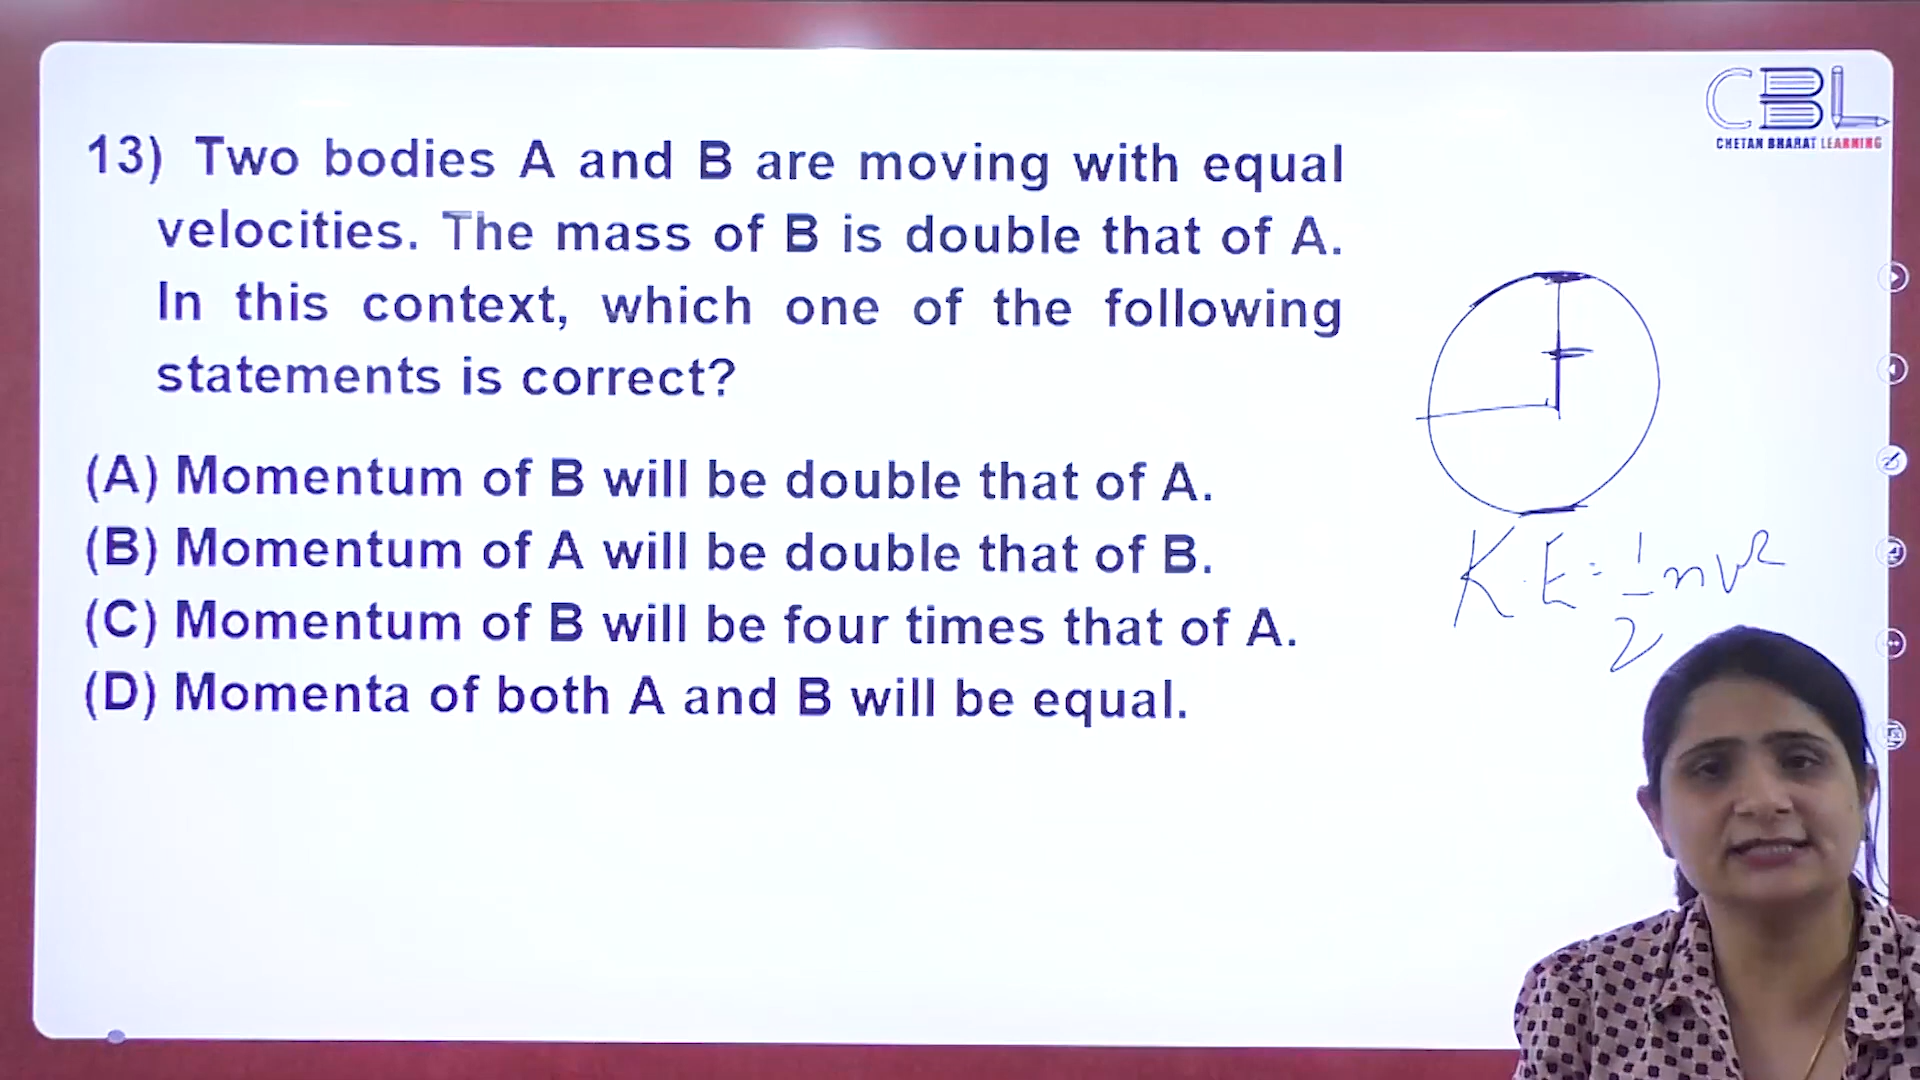 CBL
CHETAN BHARAT LEARNING
13) Two bodies A and B are moving with equal
velocities. The mass of B is double that of A.
In this context, which one of the following
statements is correct?
(A) Momentum of B will be double that of A.
(B) Momentum of A will be double that of B.
(C) Momentum of B will be four times that of A.
(D) Momenta of both A and B will be equal.
K.E = 1/2 mv²